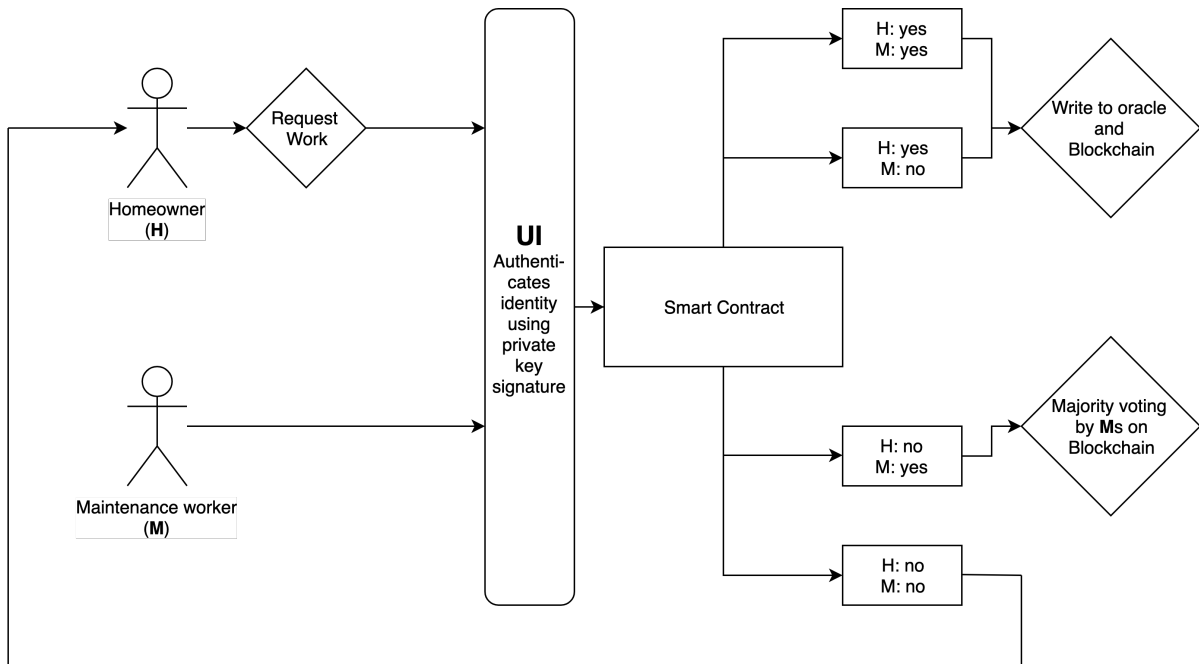 Request
Work
Homeowner
(H)
Maintenance worker
(M)
UI
Authenti-
cates
identity
using
private
key
signature
Smart Contract
H: yes
M: yes
H: yes
M: no
Write to oracle
and
Blockchain
H: no
M: yes
Majority voting
by Ms on
Blockchain
H: no
M: no